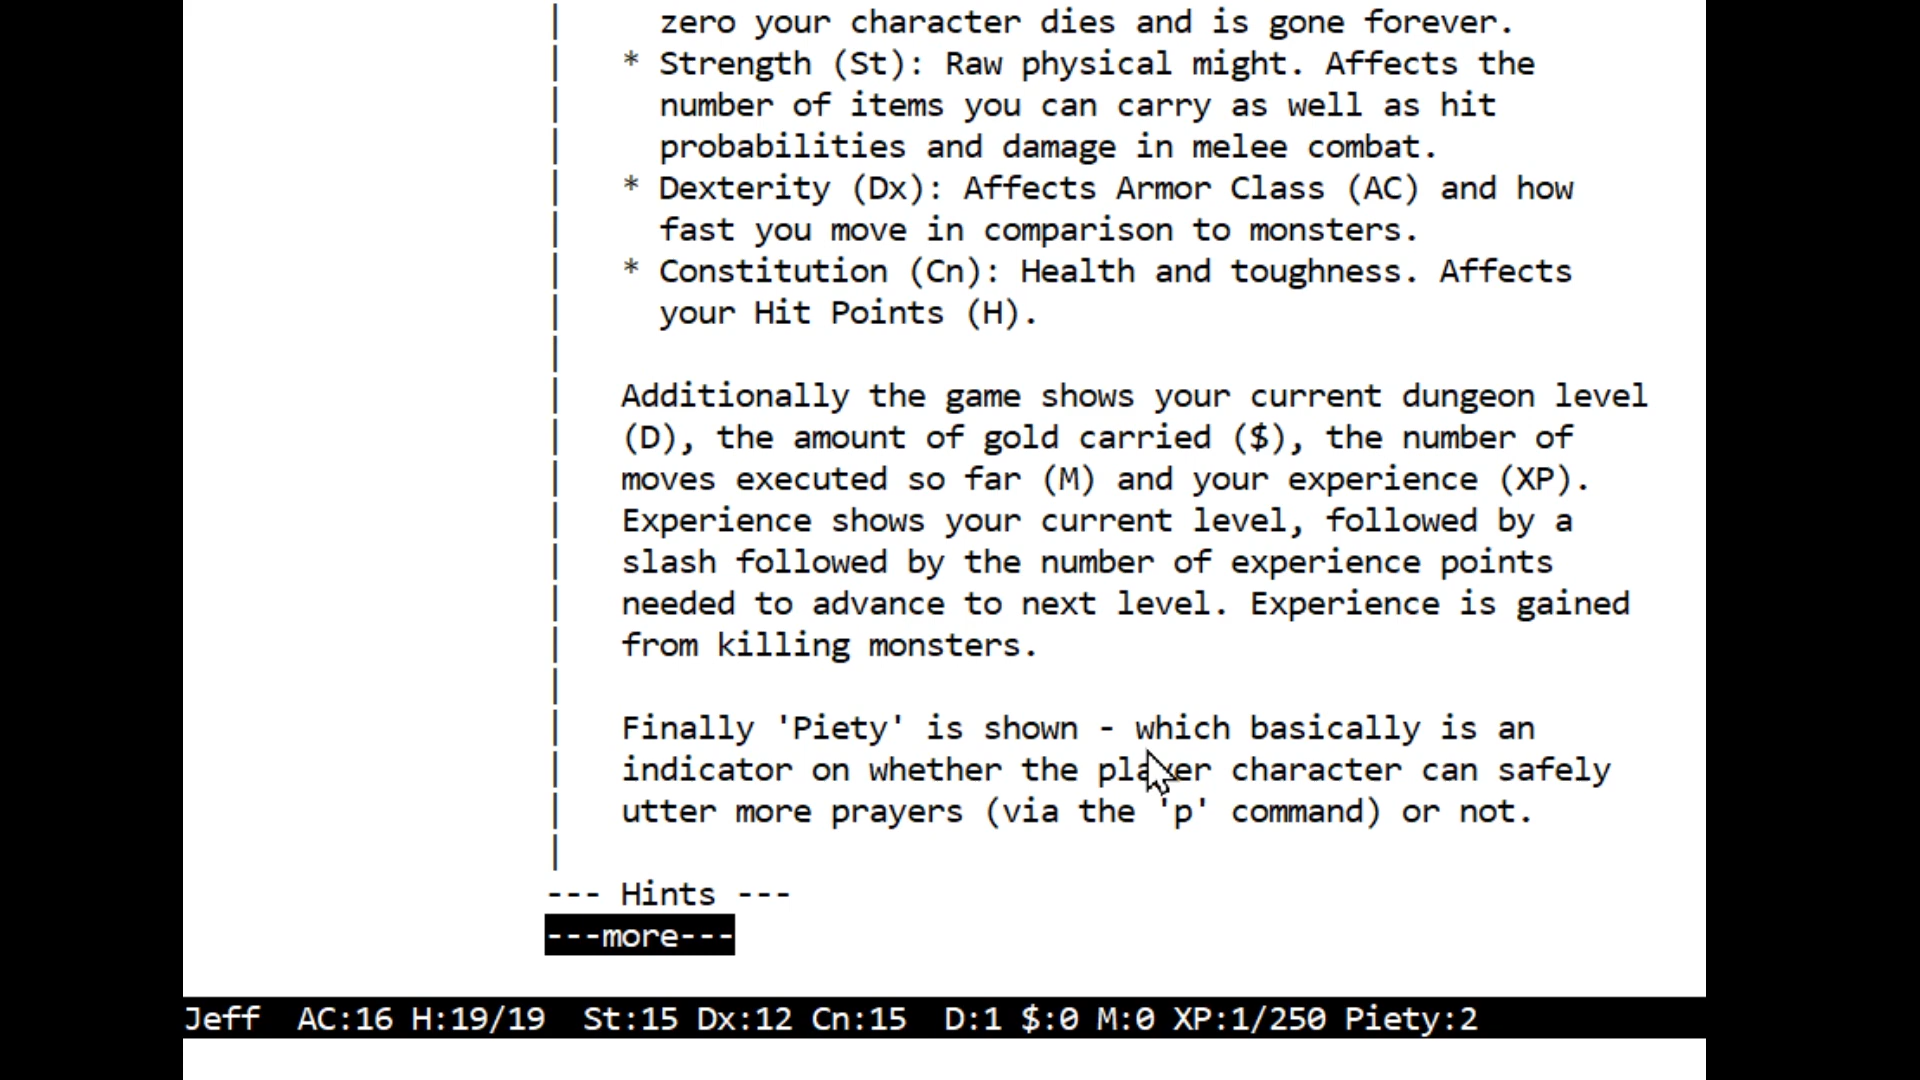 | zero your character dies and is gone forever.
| * Strength (St): Raw physical might. Affects the
| number of items you can carry as well as hit
| probabilities and damage in melee combat.
| * Dexterity (Dx): Affects Armor Class (AC) and how
| fast you move in comparison to monsters.
| * Constitution (Cn): Health and toughness. Affects
| your Hit Points (H).
|
| Additionally the game shows your current dungeon level
| (D), the amount of gold carried ($), the number of
| moves executed so far (M) and your experience (XP).
| Experience shows your current level, followed by a
| slash followed by the number of experience points
| needed to advance to next level. Experience is gained
| from killing monsters.
|
| Finally 'Piety' is shown - which basically is an
| indicator on whether the player character can safely
| utter more prayers (via the 'p' command) or not.
|
--- Hints ---
---more---
Jeff AC:16 H:19/19 St:15 Dx:12 Cn:15 D:1 $:0 M:0 XP:1/250 Piety:2